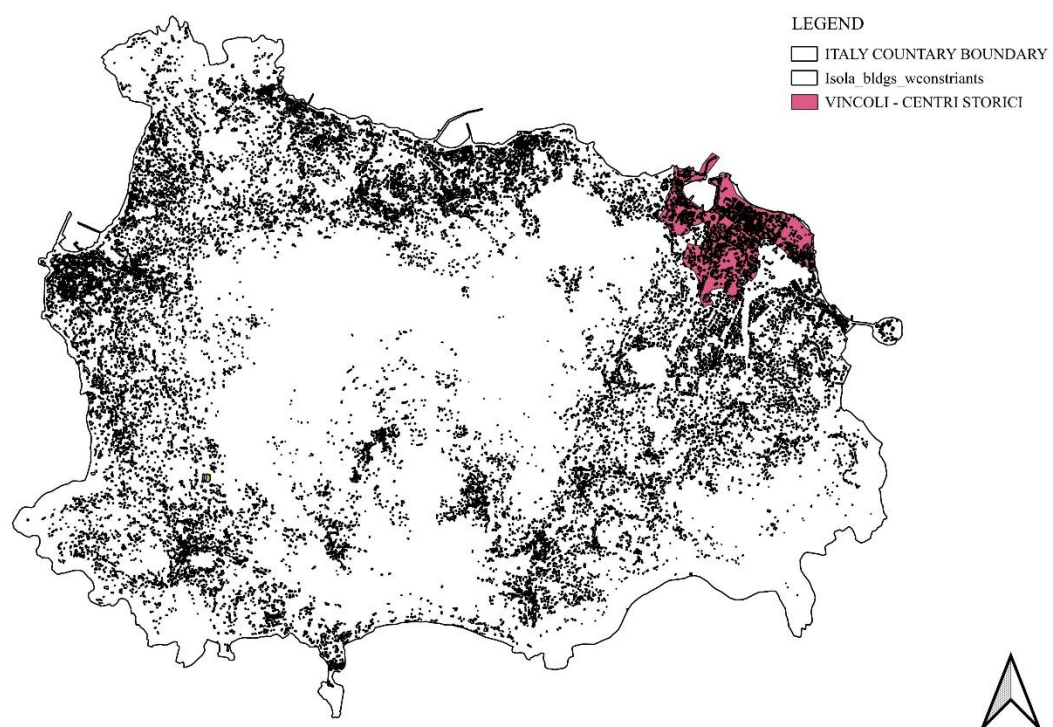 LEGEND
ITALY COUNTARY BOUNDARY
Isola_bldgs_wconstriants
VINCOLI - CENTRI STORICI